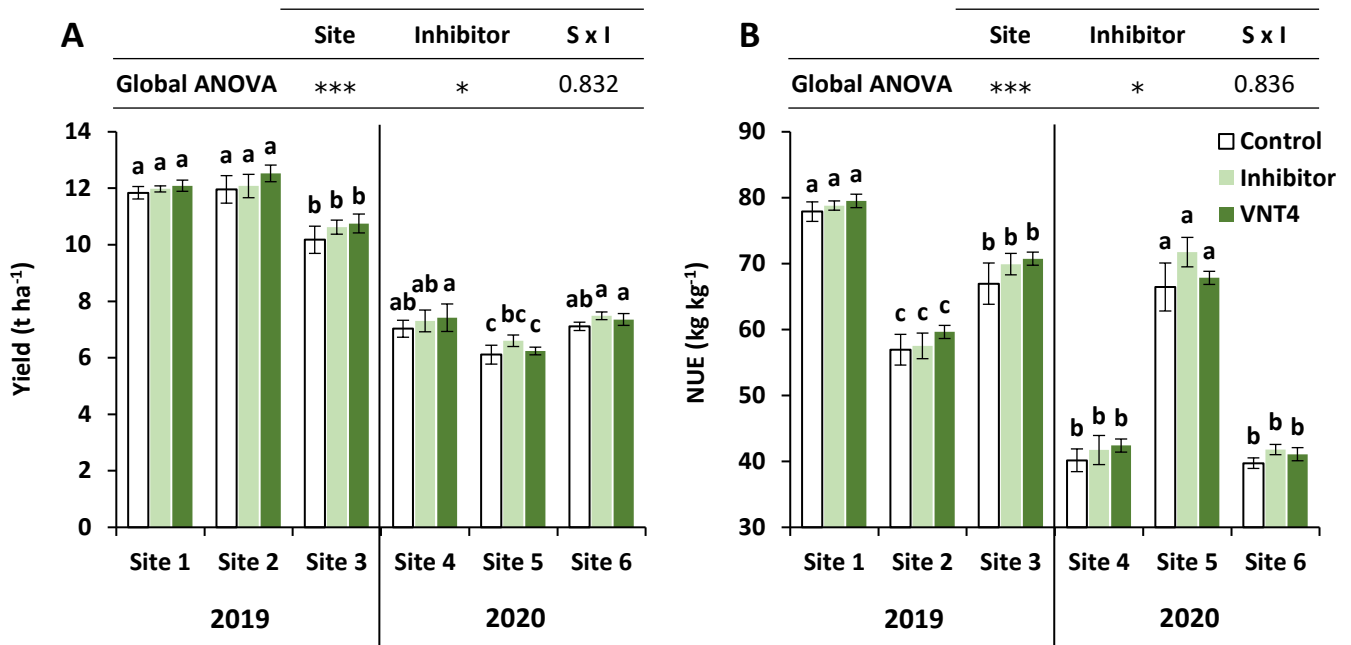 A
Site Inhibitor S x I
Global ANOVA *** * 0.832
14
12
10
8
6
4
2
0
Yield (t ha⁻¹)
a a a
a a a
b b b
ab ab a
c bc c
ab a a
Site 1 Site 2 Site 3 Site 4 Site 5 Site 6
2019 2020
B
Site Inhibitor S x I
Global ANOVA *** * 0.836
90
80
70
60
50
40
30
NUE (kg kg⁻¹)
a a a
c c c
b b b
b b b
a a a
b b b
Control
Inhibitor
VNT4
Site 1 Site 2 Site 3 Site 4 Site 5 Site 6
2019 2020